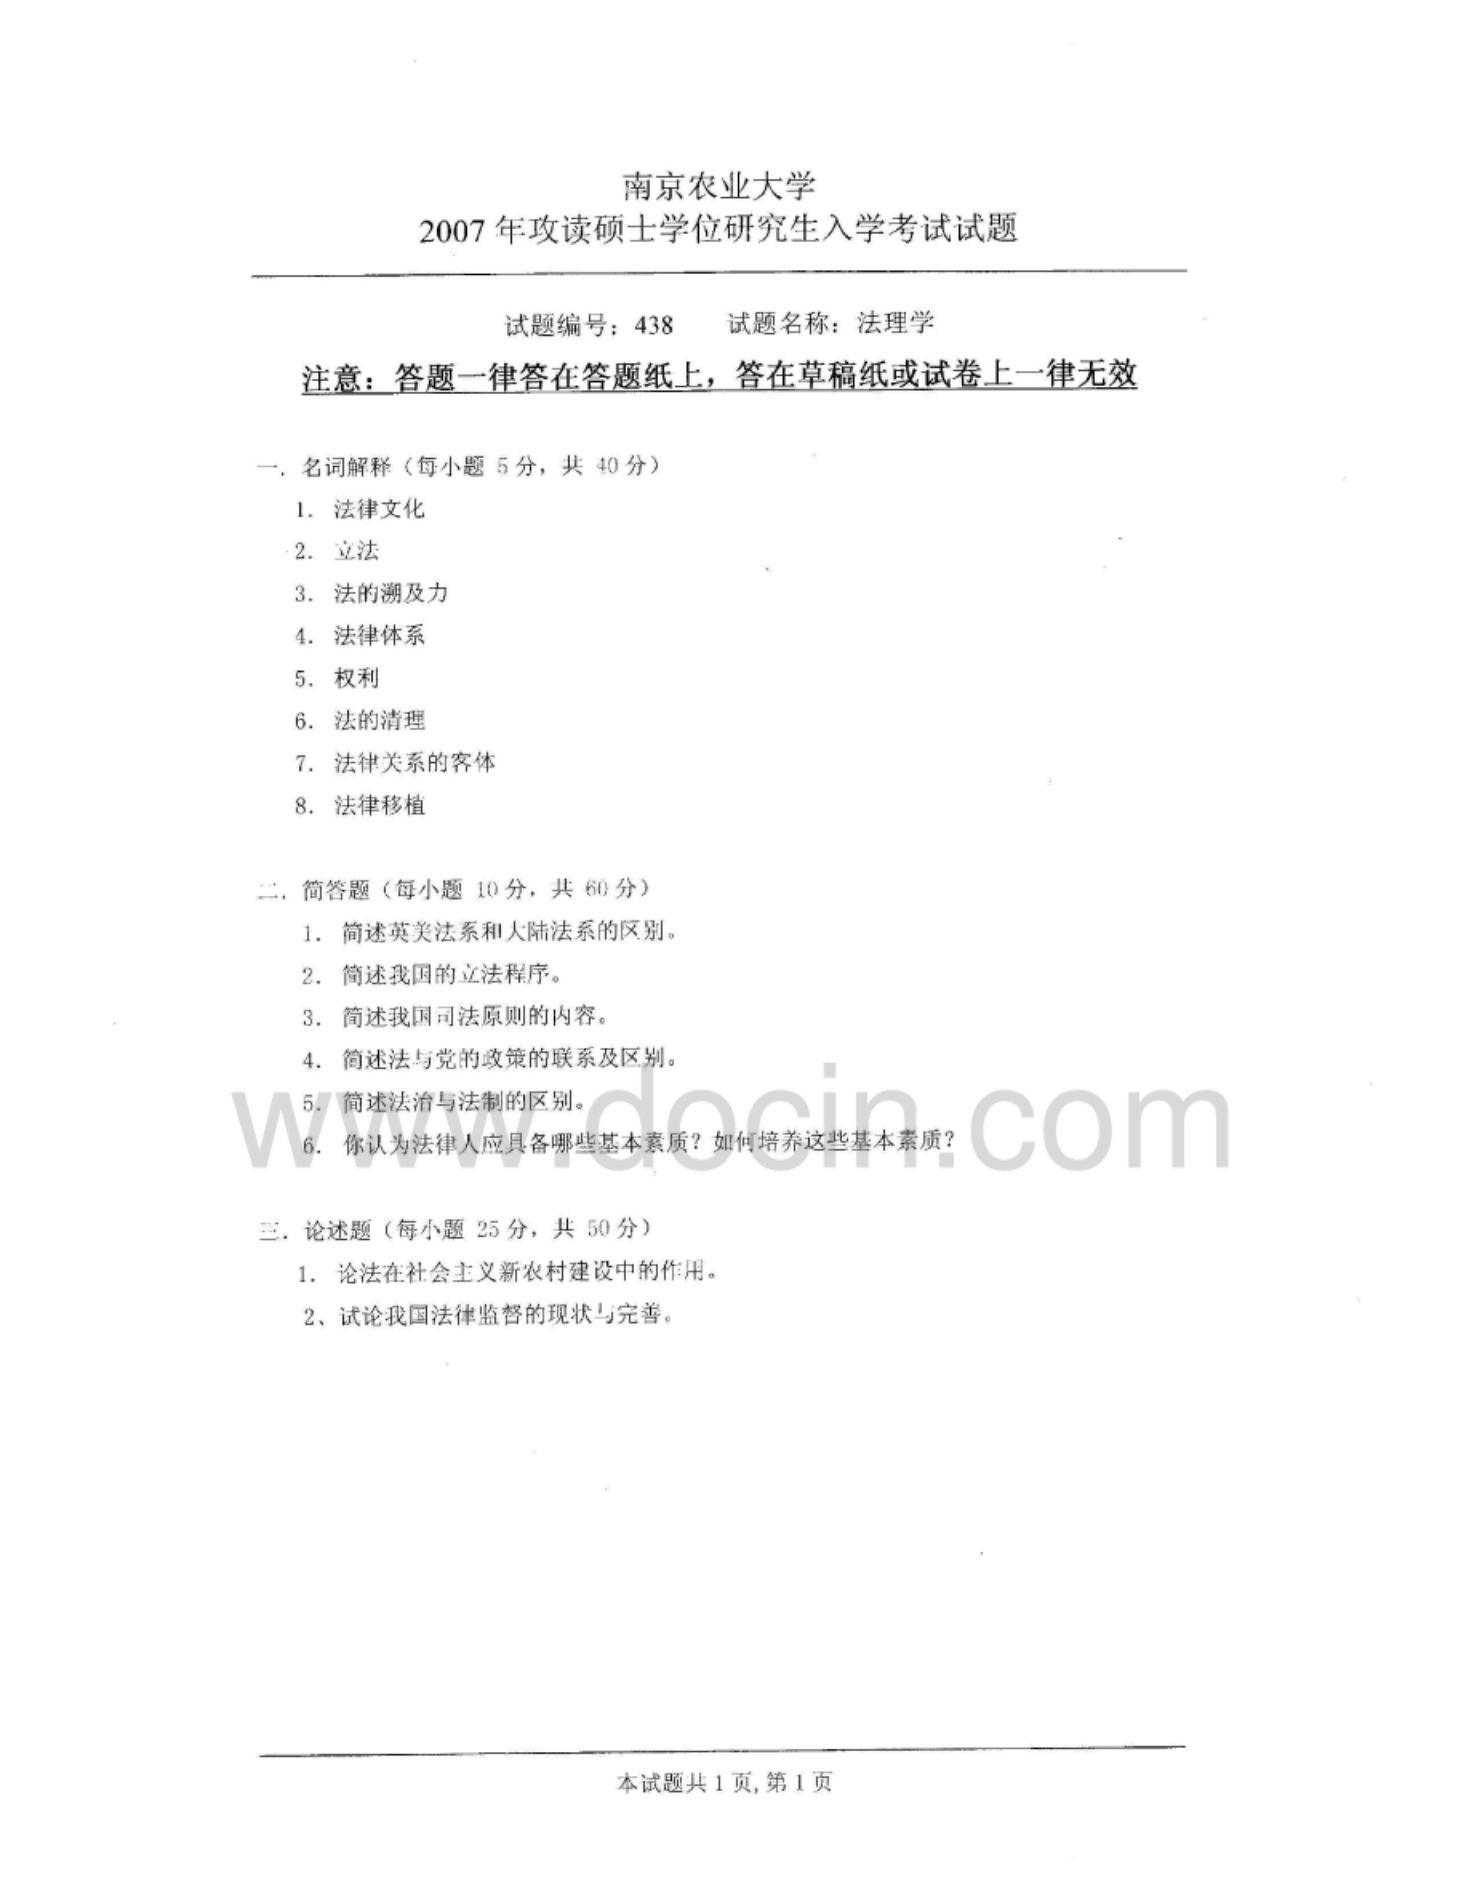 南京农业大学
2007 年攻读硕士学位研究生入学考试试题
试题编号：438 试题名称：法理学
注意：答题一律答在答题纸上，答在草稿纸或试卷上一律无效
一．名词解释（每小题 5 分，共 40 分）
1. 法律文化
2. 立法
3. 法的溯及力
4. 法律体系
5. 权利
6. 法的清理
7. 法律关系的客体
8. 法律移植
二．简答题（每小题 10 分，共 60 分）
1. 简述英美法系和大陆法系的区别。
2. 简述我国的立法程序。
3. 简述我国司法原则的内容。
4. 简述法与党的政策的联系及区别。
5. 简述法治与法制的区别。
6. 你认为法律人应具备哪些基本素质？如何培养这些基本素质？
www.docin.com
三．论述题（每小题 25 分，共 50 分）
1. 论法在社会主义新农村建设中的作用。
2、试论我国法律监督的现状与完善。
本试题共 1 页, 第 1 页